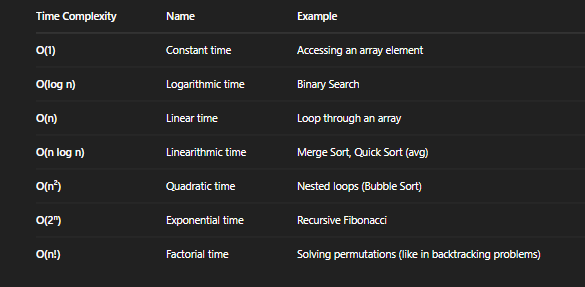 Time Complexity Name Example
O(1) Constant time Accessing an array element
O(log n) Logarithmic time Binary Search
O(n) Linear time Loop through an array
O(n log n) Linearithmic time Merge Sort, Quick Sort (avg)
O(n²) Quadratic time Nested loops (Bubble Sort)
O(2ⁿ) Exponential time Recursive Fibonacci
O(n!) Factorial time Solving permutations (like in backtracking problems)